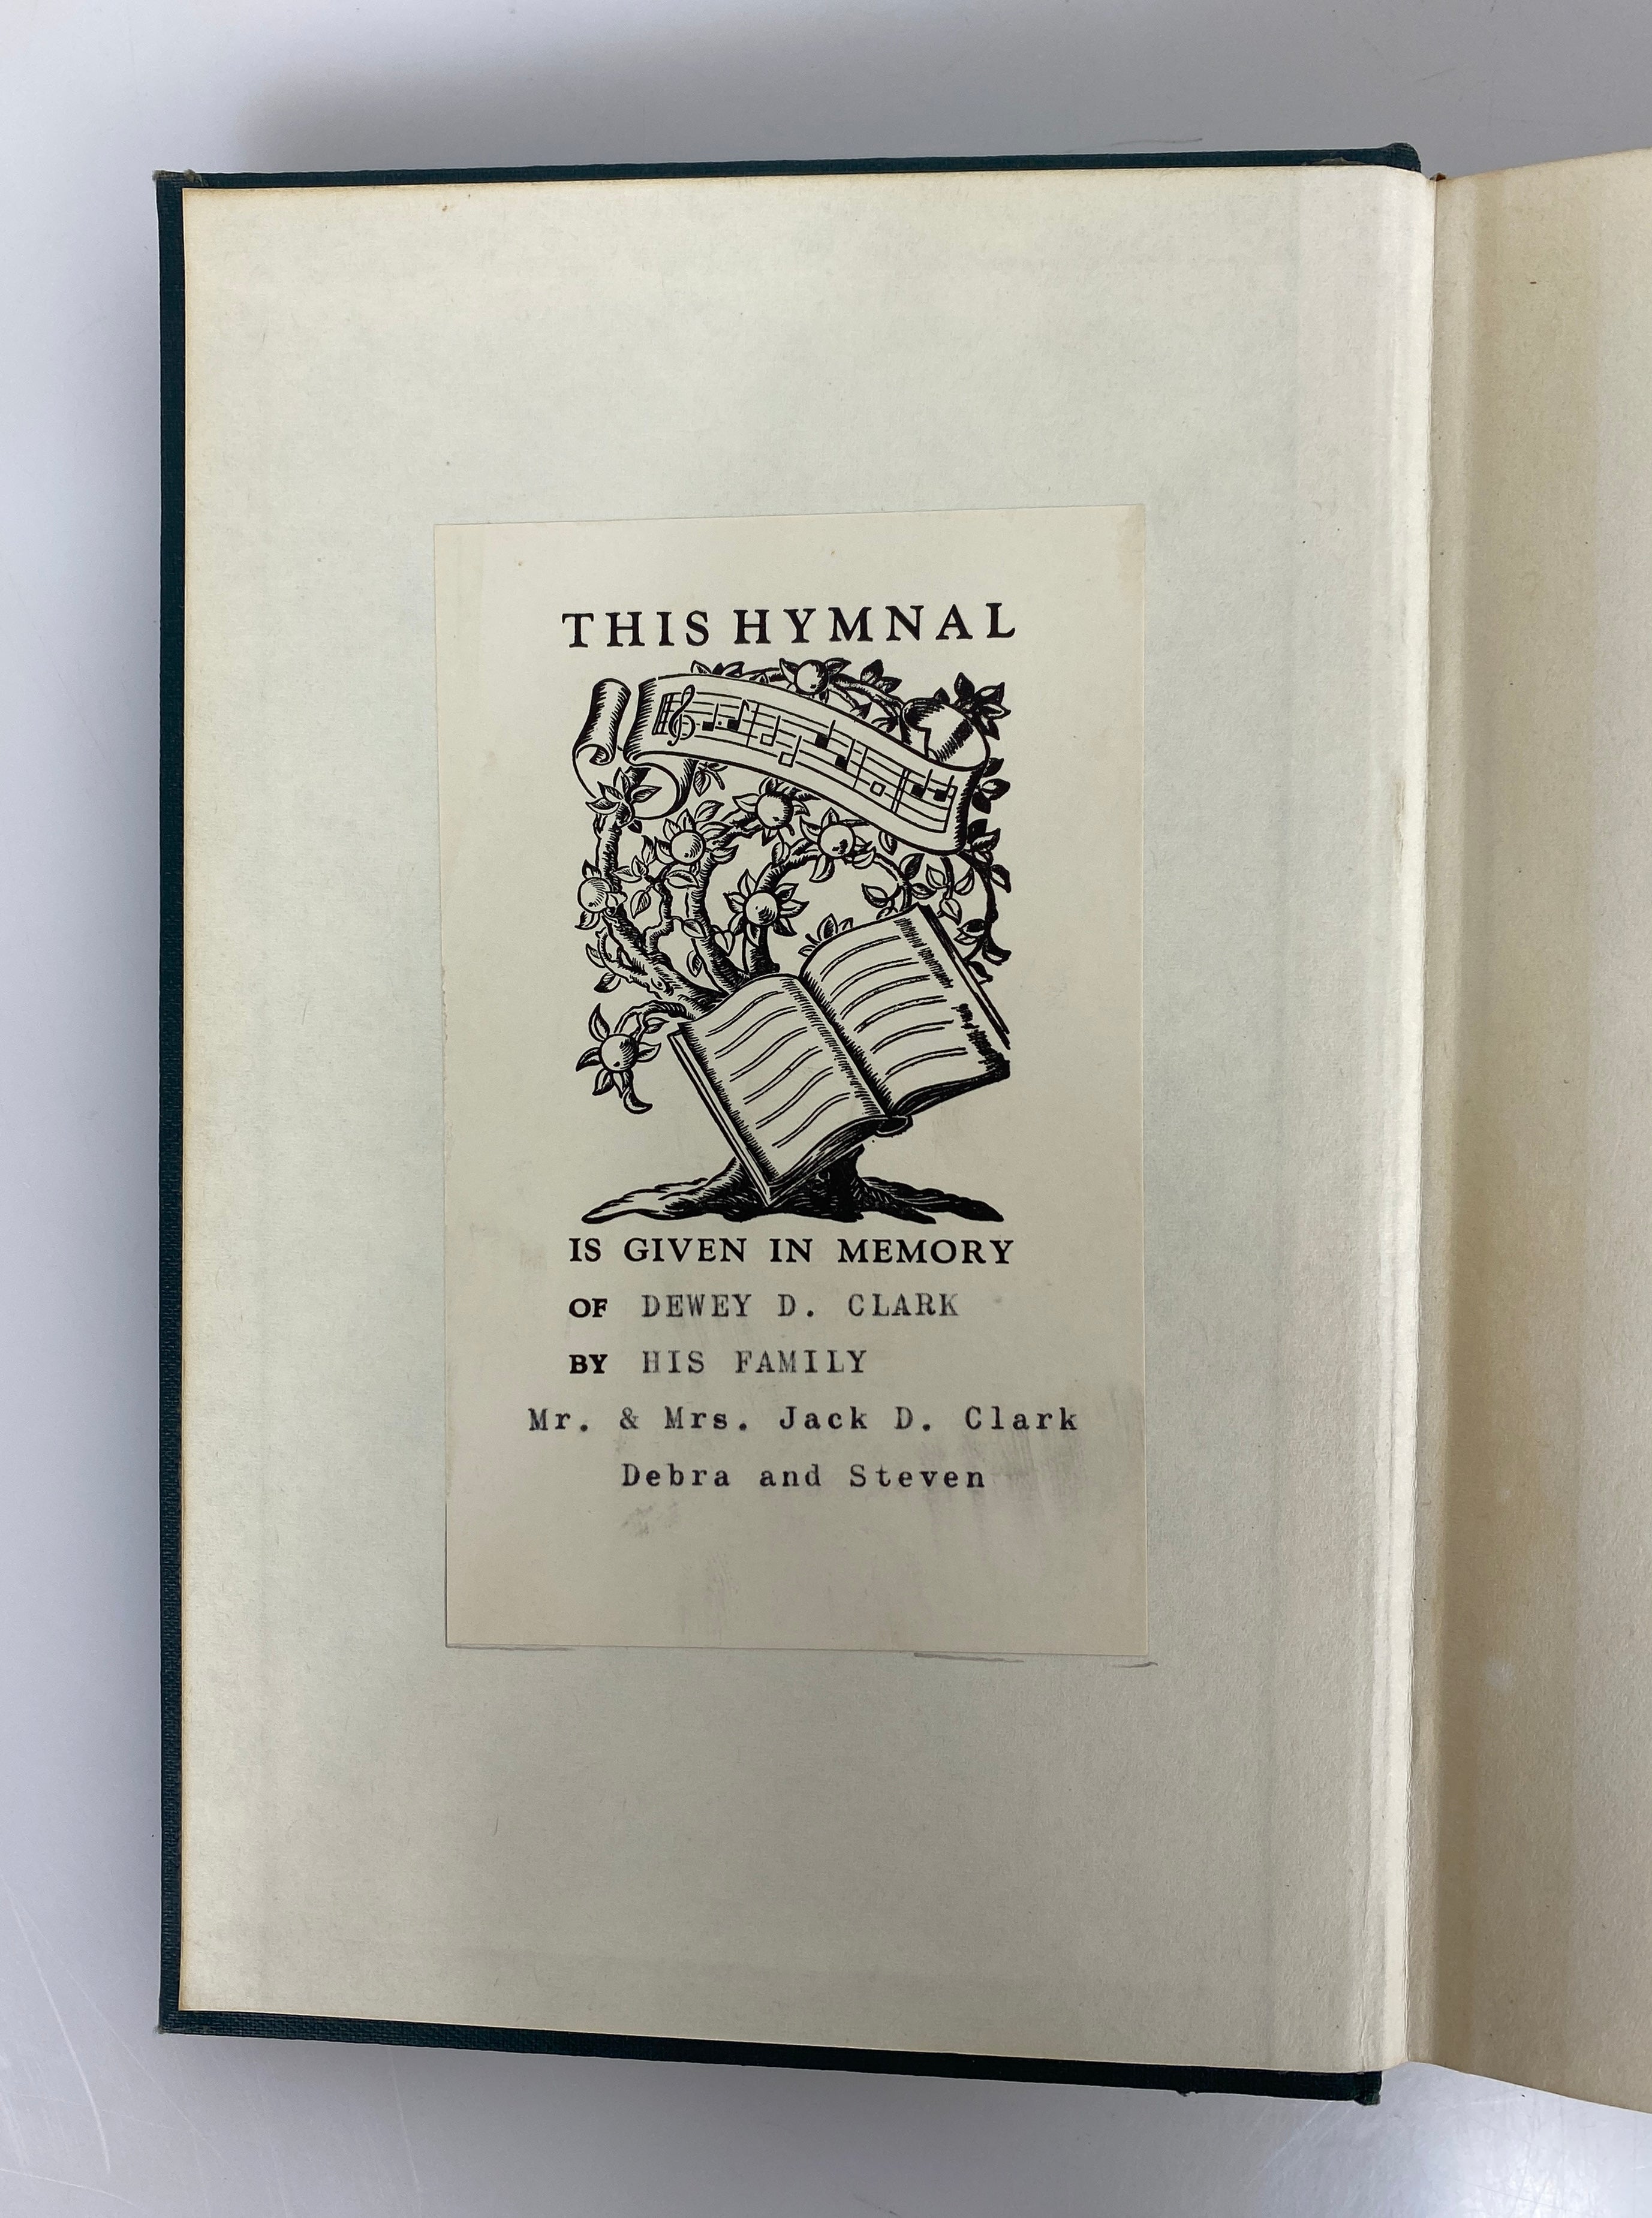 THIS HYMNAL
IS GIVEN IN MEMORY
OF DEWEY D. CLARK
BY HIS FAMILY
Mr. & Mrs. Jack D. Clark
Debra and Steven